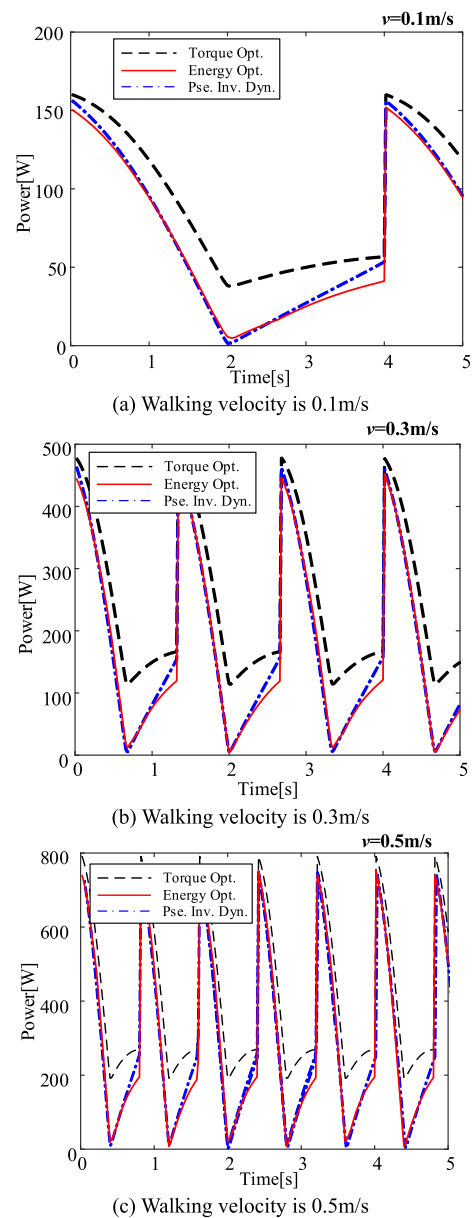 v=0.1m/s
200
Torque Opt.
Energy Opt.
Pse. Inv. Dyn.
150
100
50
0
Power[W]
0 1 2 3 4 5
Time[s]
(a) Walking velocity is 0.1m/s
v=0.3m/s
500
Torque Opt.
Energy Opt.
Pse. Inv. Dyn.
400
300
200
100
0
Power[W]
0 1 2 3 4 5
Time[s]
(b) Walking velocity is 0.3m/s
v=0.5m/s
800
Torque Opt.
Energy Opt.
Pse. Inv. Dyn.
600
400
200
0
Power[W]
0 1 2 3 4 5
Time[s]
(c) Walking velocity is 0.5m/s